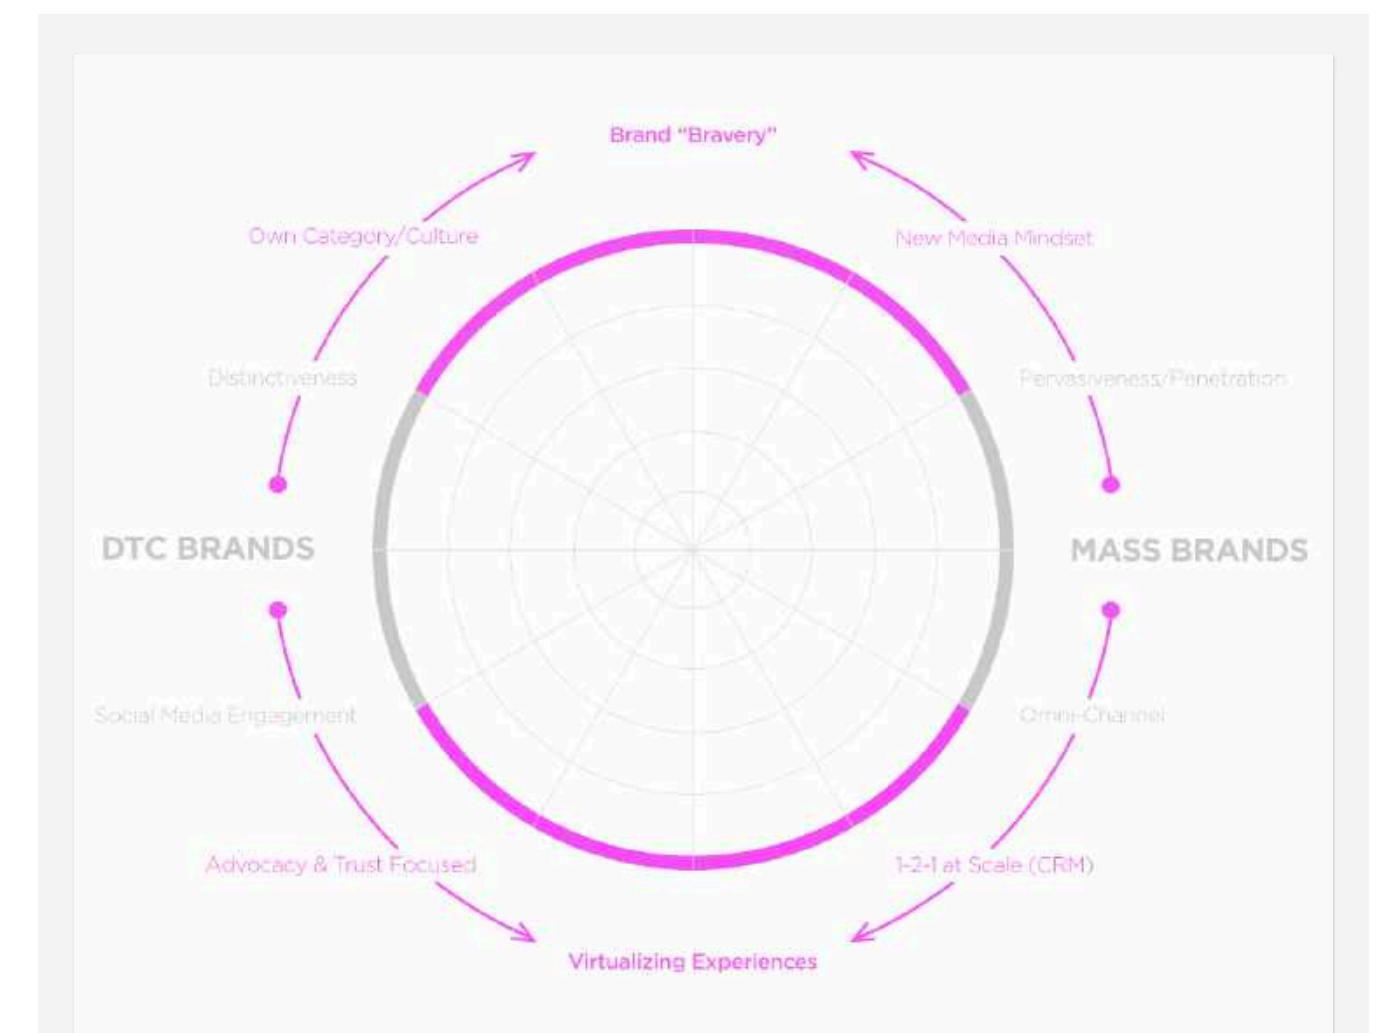 Brand “Bravery”
Own Category/Culture
New Media Mindset
Distinctiveness
Pervasiveness/Penetration
DTC BRANDS
MASS BRANDS
Social Media Engagement
Omni-Channel
Advocacy & Trust Focused
1-2-1 at Scale (CRM)
Virtualizing Experiences